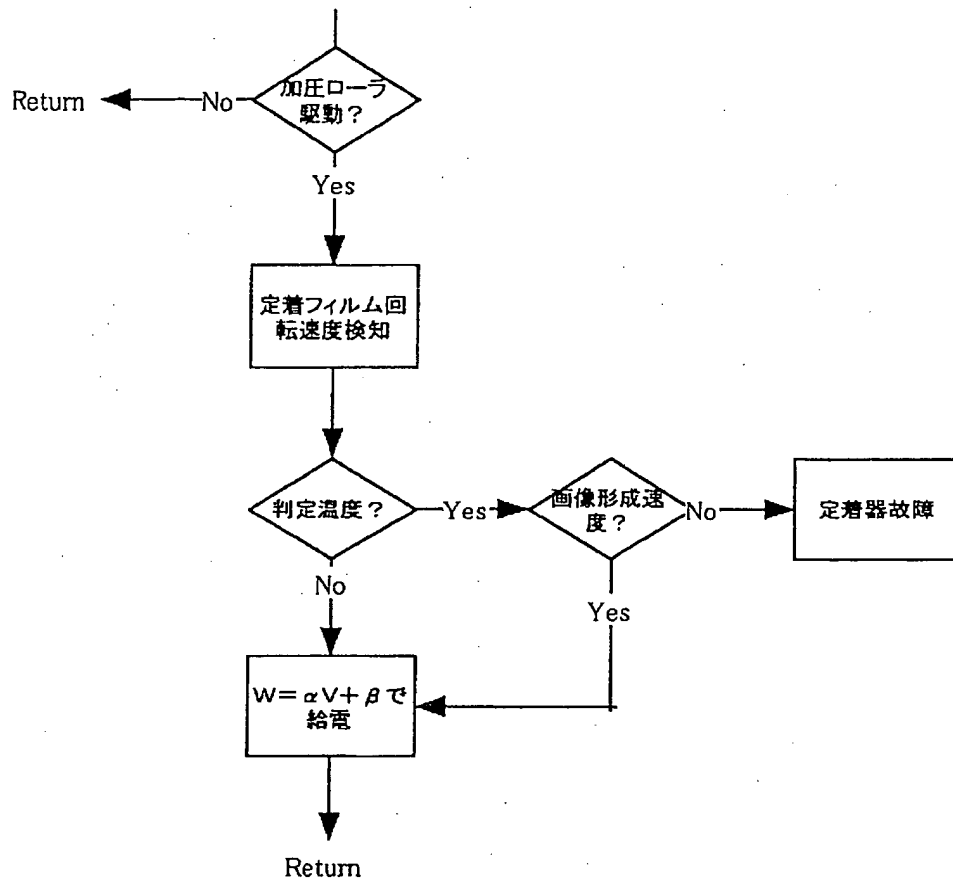 加圧ローラ
駆動?
Return
No
Yes
定着フィルム回
転速度検知
判定温度?
Yes
画像形成速
度?
No
定着器故障
No
Yes
W=αV+βで
給電
Return